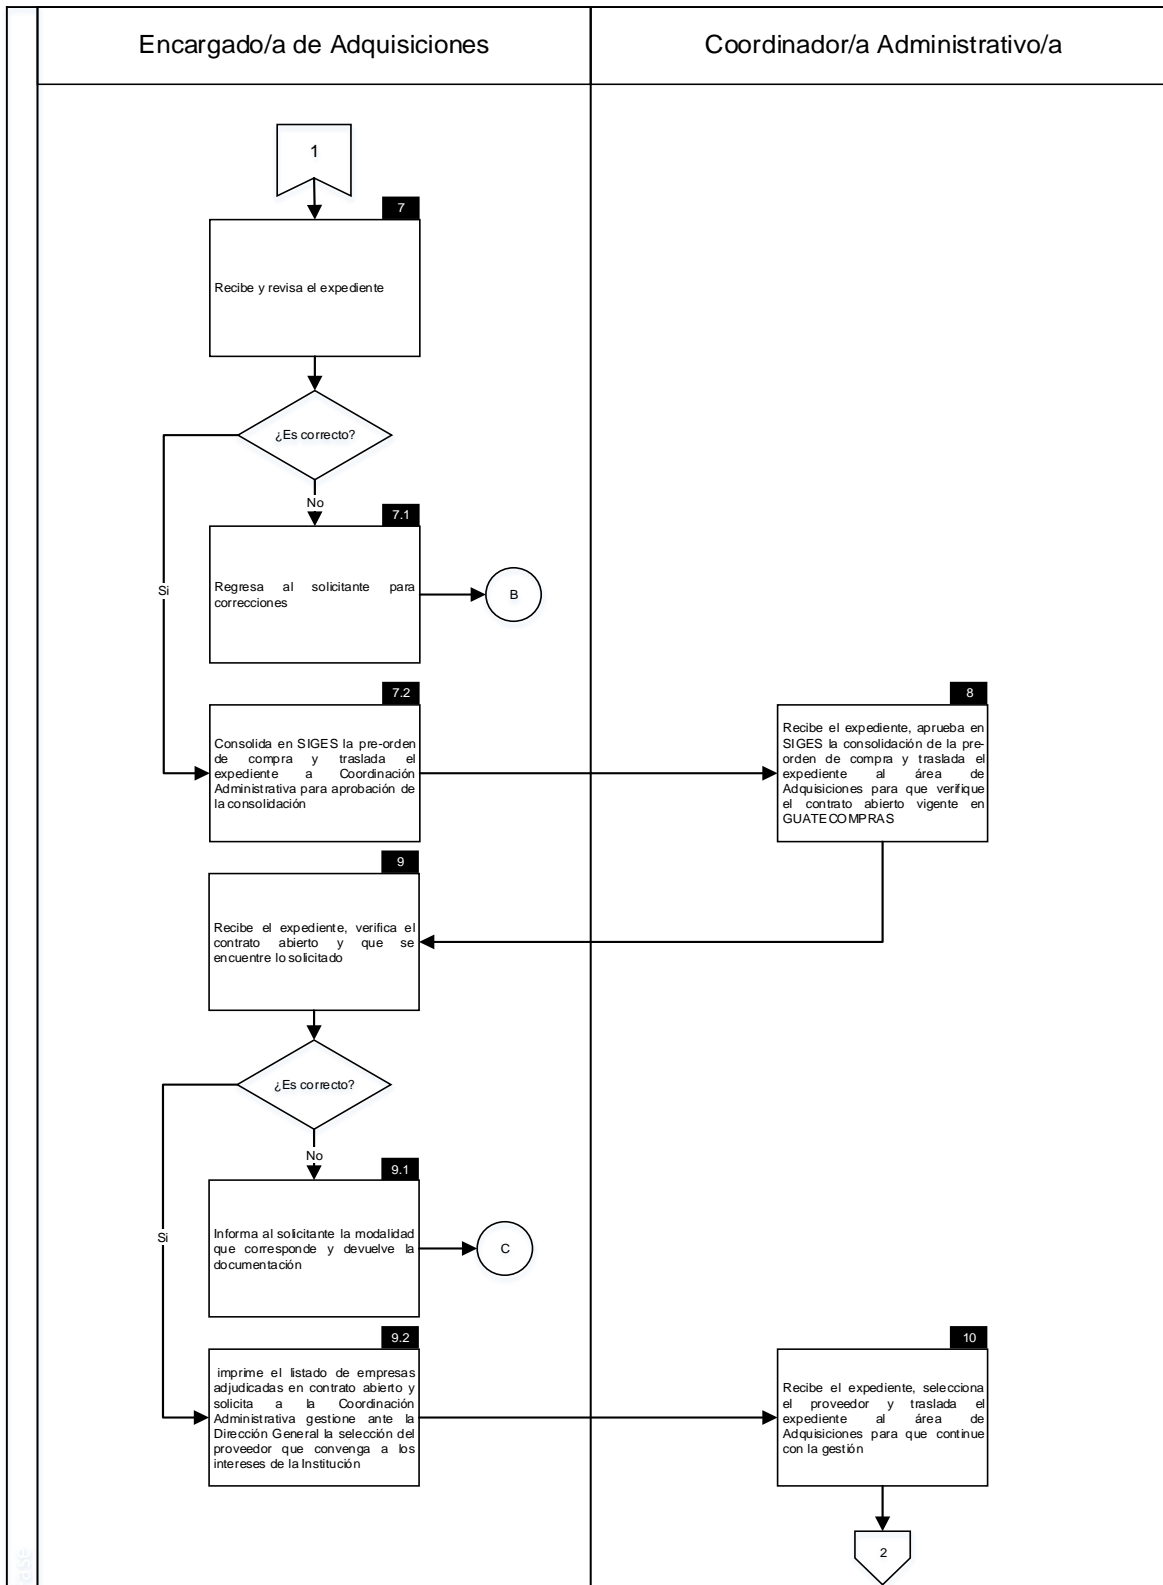 Encargado/a de Adquisiciones
Coordinador/a Administrativo/a
1
7
Recibe y revisa el expediente
¿Es correcto?
No
Si
7.1
Regresa al solicitante para
correcciones
B
7.2
Consolida en SIGES la pre-orden
de compra y traslada el
expediente a Coordinación
Administrativa para aprobación de
la consolidación
8
Recibe el expediente, aprueba en
SIGES la consolidación de la pre-
orden de compra y traslada el
expediente al área de
Adquisiciones para que verifique
el contrato abierto vigente en
GUATECOMPRAS
9
Recibe el expediente, verifica el
contrato abierto y que se
encuentre lo solicitado
¿Es correcto?
No
Si
9.1
Informa al solicitante la modalidad
que corresponde y devuelve la
documentación
C
9.2
imprime el listado de empresas
adjudicadas en contrato abierto y
solicita a la Coordinación
Administrativa gestione ante la
Dirección General la selección del
proveedor que convenga a los
intereses de la Institución
10
Recibe el expediente, selecciona
el proveedor y traslada el
expediente al área de
Adquisiciones para que continue
con la gestión
2